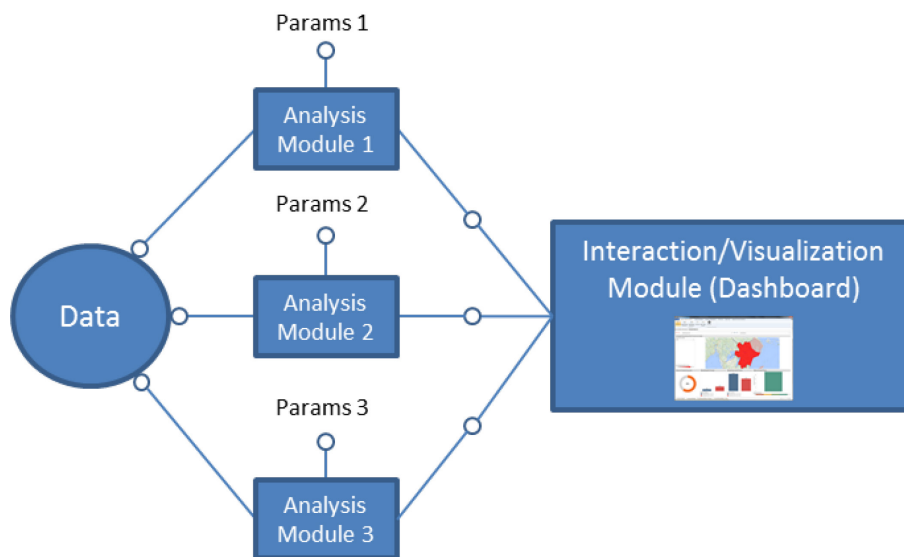 Params 1
Analysis
Module 1
Params 2
Data
Analysis
Module 2
Interaction/Visualization
Module (Dashboard)
Params 3
Analysis
Module 3